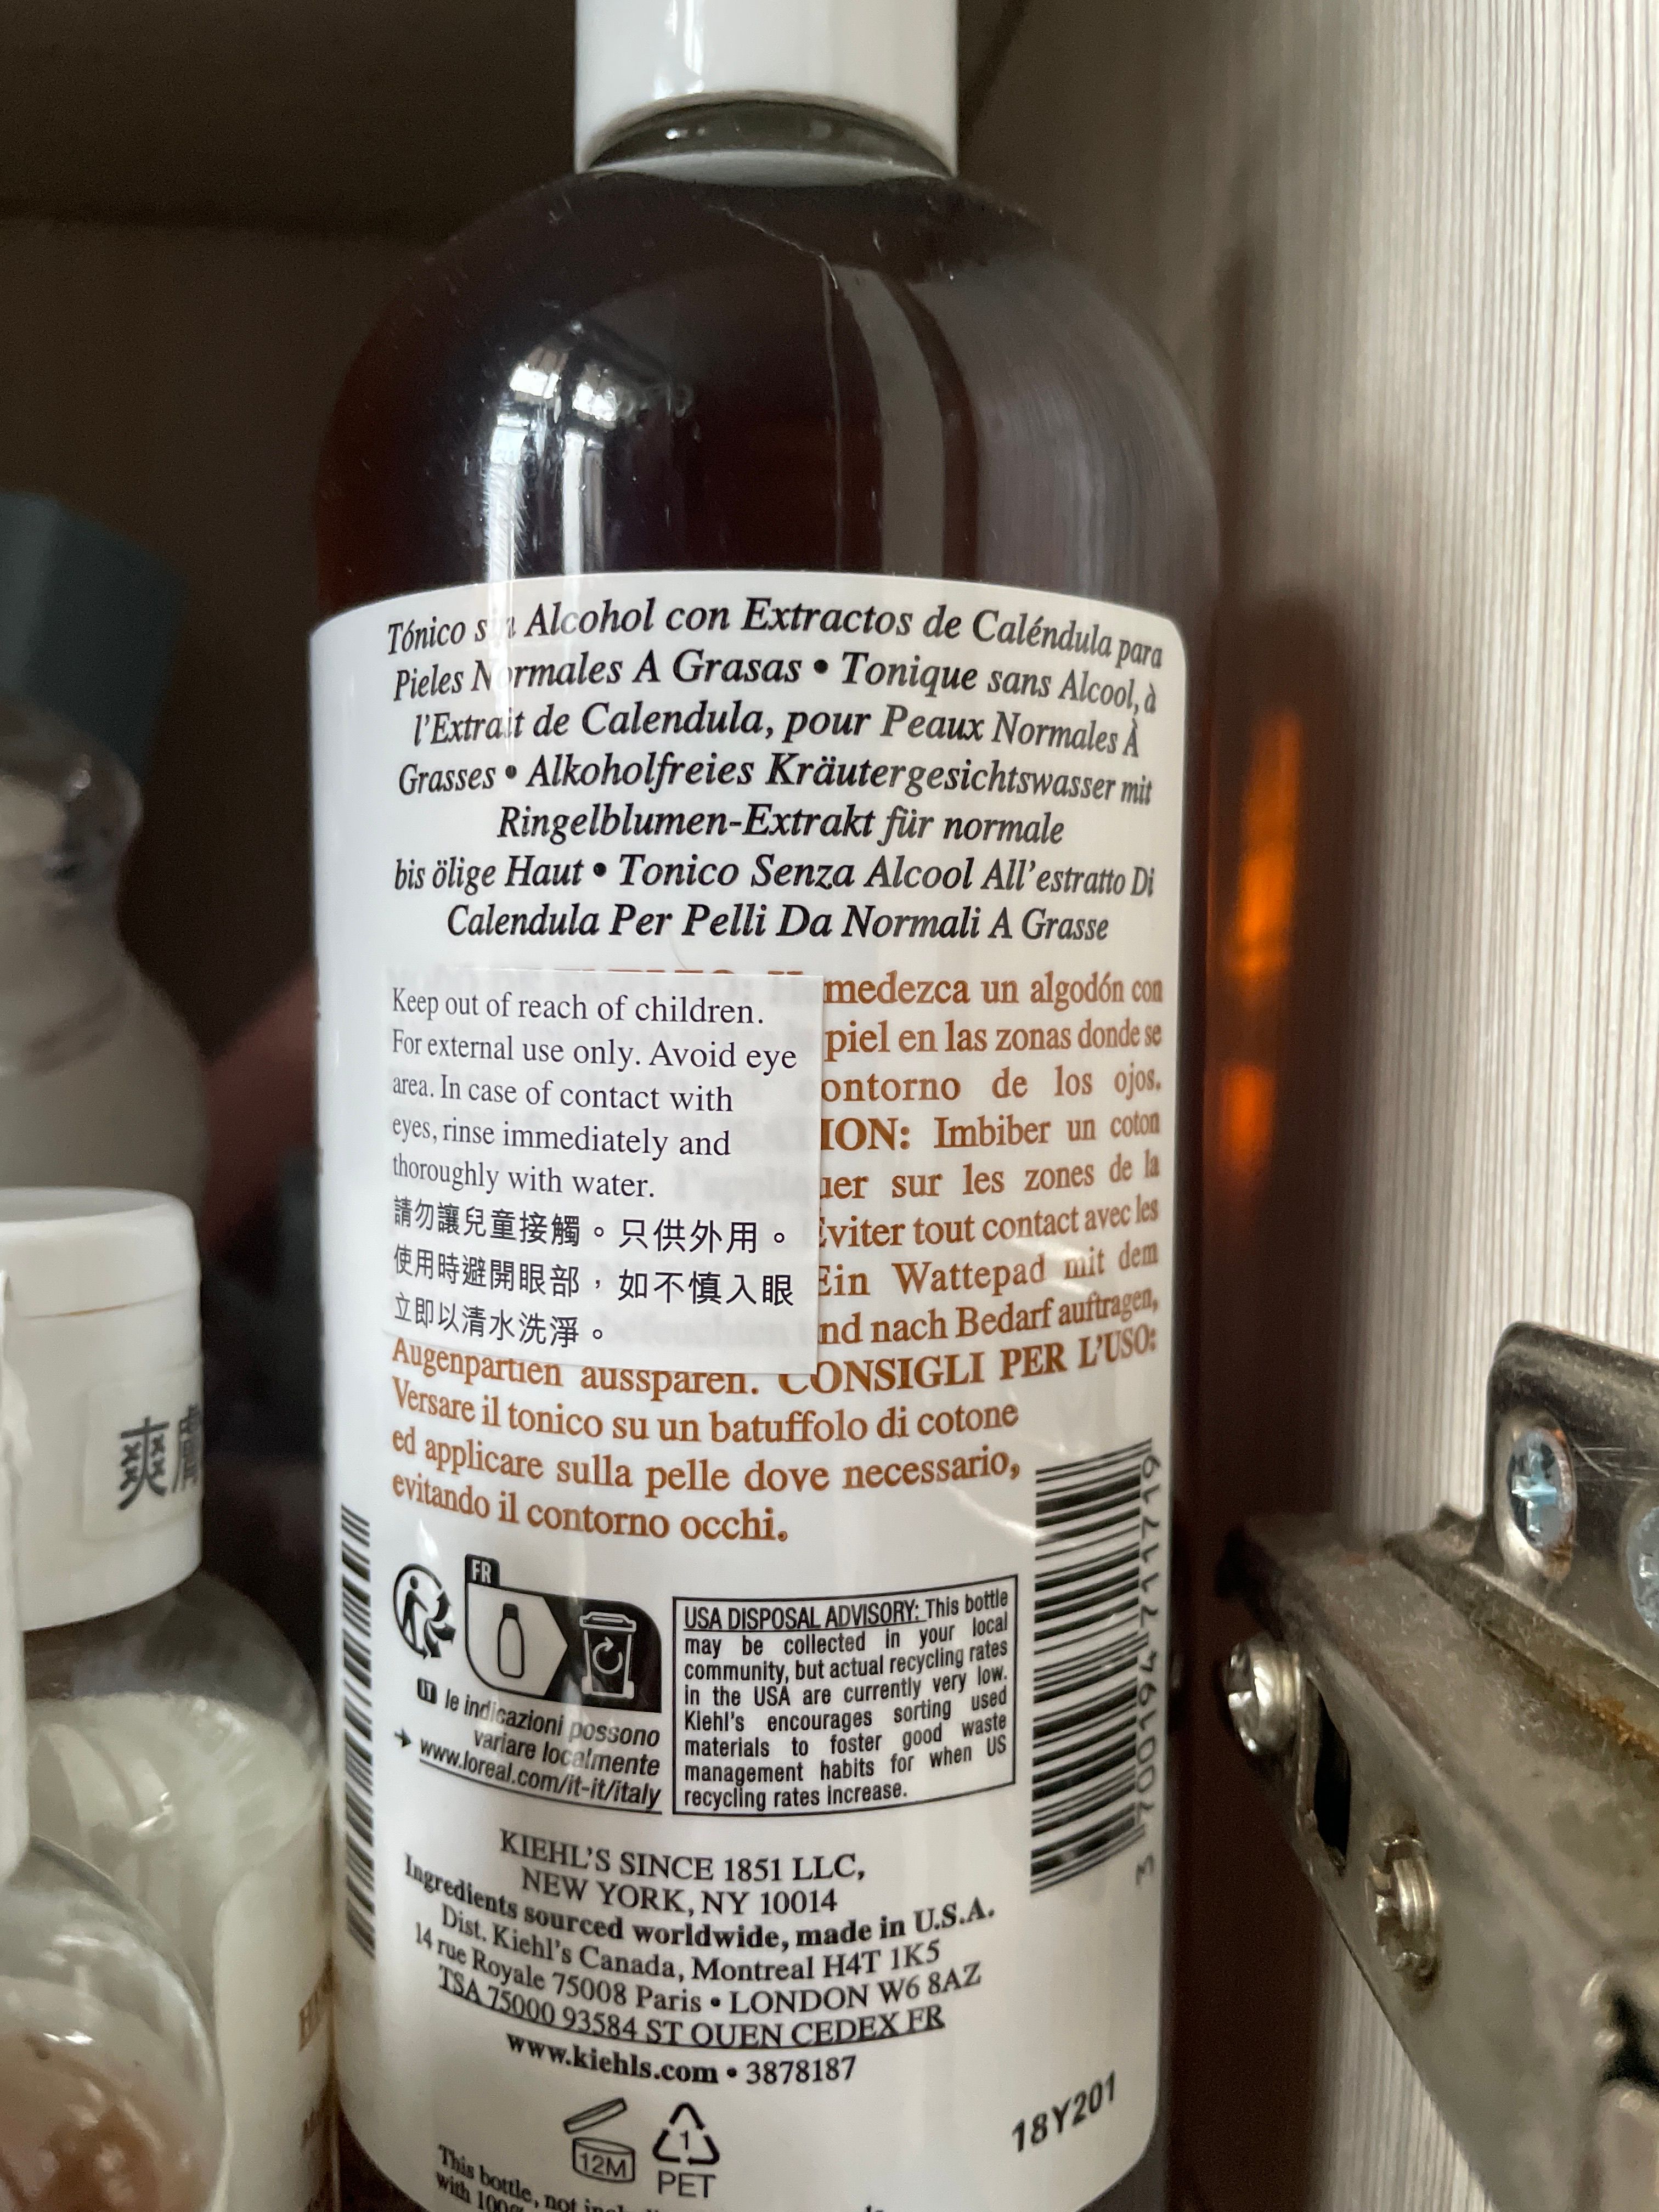 Tónico sin Alcohol con Extractos de Caléndula para
Pieles Normales A Grasas • Tonique sans Alcool, à
l'Extrait de Calendula, pour Peaux Normales À
Grasses • Alkoholfreies Kräutergesichtswasser mit
Ringelblumen-Extrakt für normale
bis ölige Haut • Tonico Senza Alcool All'estratto Di
Calendula Per Pelli Da Normali A Grasse
medezca un algodón con
piel en las zonas donde se
ontorno de los ojos.
ION: Imbiber un coton
uer sur les zones de la
Éviter tout contact avec les
Ein Wattepad mit dem
nd nach Bedarf auftragen,
Keep out of reach of children.
For external use only. Avoid eye
area. In case of contact with
eyes, rinse immediately and
thoroughly with water.
請勿讓兒童接觸。只供外用。
使用時避開眼部，如不慎入眼
立即以清水洗淨。
Augenpartien aussparen. CONSIGLI PER L'USO:
Versare il tonico su un batuffolo di cotone
ed applicare sulla pelle dove necessario,
evitando il contorno occhi.
FR
IT le indicazioni possono
variare localmente
www.loreal.com/it-it/italy
USA DISPOSAL ADVISORY: This bottle
may be collected in your local
community, but actual recycling rates
in the USA are currently very low.
Kiehl's encourages sorting used
materials to foster good waste
management habits for when US
recycling rates increase.
3 700194 711719
KIEHL'S SINCE 1851 LLC,
NEW YORK, NY 10014
Ingredients sourced worldwide, made in U.S.A.
Dist. Kiehl's Canada, Montreal H4T 1K5
14 rue Royale 75008 Paris • LONDON W6 8AZ
TSA 75000 93584 ST OUEN CEDEX FR
www.kiehls.com • 3878187
18Y201
12M
1
PET
This bottle, not
with 100%
爽膚